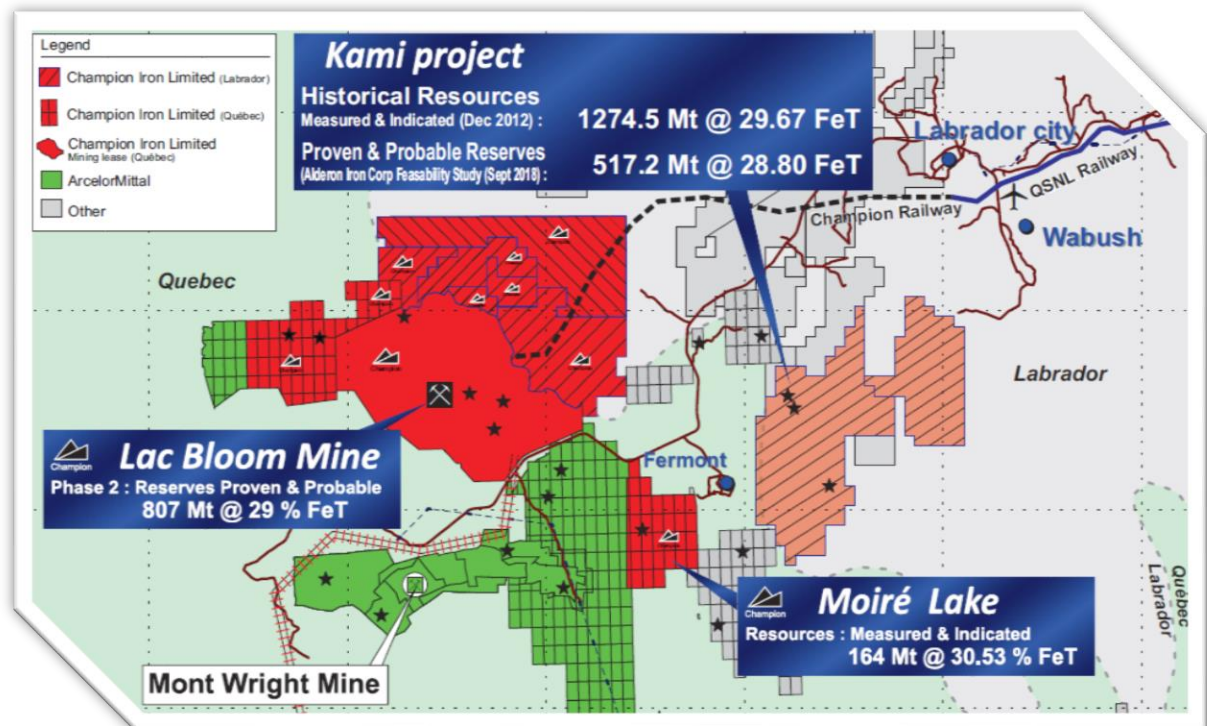 Legend
Champion Iron Limited (Labrador)
Champion Iron Limited (Québec)
Champion Iron Limited
Mining lease (Québec)
ArcelorMittal
Other
Kami project
Historical Resources
Measured & Indicated (Dec 2012) : 1274.5 Mt @ 29.67 FeT
Proven & Probable Reserves
(Alderon Iron Corp Feasability Study (Sept 2018) : 517.2 Mt @ 28.80 FeT
Labrador city
QSNL Railway
Champion Railway
Wabush
Quebec
Labrador
Champion
Champion
Lac Bloom Mine
Phase 2 : Reserves Proven & Probable
807 Mt @ 29 % FeT
Fermont
Champion
Moiré Lake
Resources : Measured & Indicated
164 Mt @ 30.53 % FeT
Mont Wright Mine
Québec
Labrador